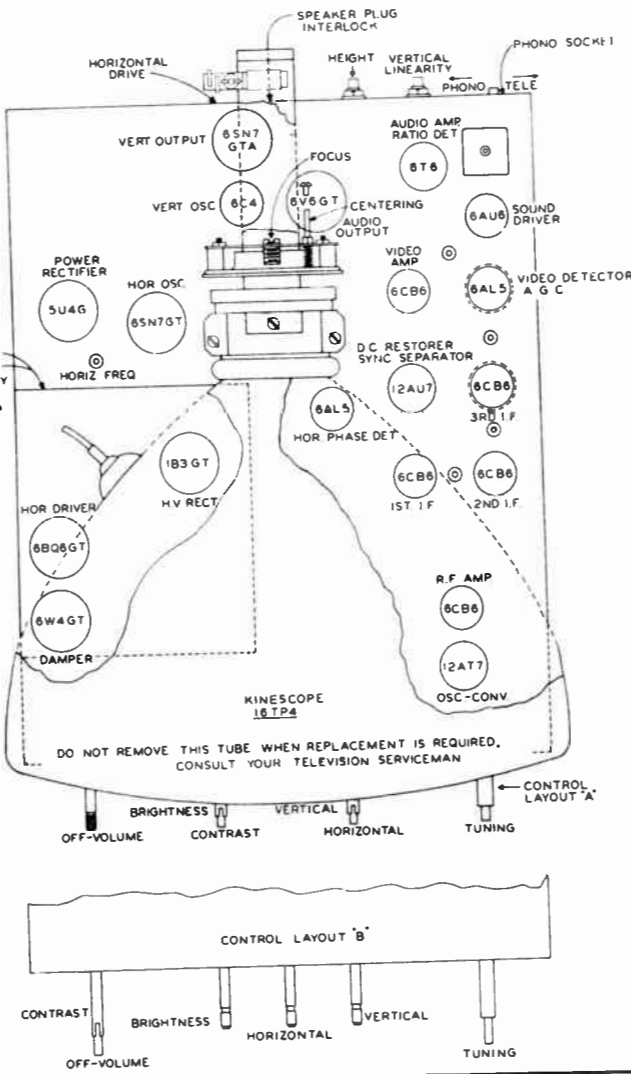 SPEAKER PLUG
INTERLOCK
PHONO SOCKET
HORIZONTAL
DRIVE
HEIGHT
VERTICAL
LINEARITY
PHONO
TELE
VERT OUTPUT
6SN7
GTA
AUDIO AMP.
RATIO DET
6T6
FOCUS
VERT OSC
6C4
6V6GT
CENTERING
AUDIO
OUTPUT
6AU6
SOUND
DRIVER
POWER
RECTIFIER
5U4G
HOR OSC.
6SN7GT
VIDEO
AMP
6CB6
6AL5
VIDEO DETECTOR
A G C
HORIZ FREQ
Y
D C RESTORER
SYNC SEPARATOR
12AU7
6CB6
3RD I.F.
6AL5
HOR. PHASE DET
1B3GT
H.V RECT.
6CB6
1ST. I.F
6CB6
2ND I.F.
HOR DRIVER
6BQ6GT
6W4GT
DAMPER
R.F AMP
6CB6
12AT7
OSC-CONV.
KINESCOPE
16TP4
DO NOT REMOVE THIS TUBE WHEN REPLACEMENT IS REQUIRED.
CONSULT YOUR TELEVISION SERVICEMAN
OFF-VOLUME
BRIGHTNESS
CONTRAST
VERTICAL
HORIZONTAL
TUNING
CONTROL
LAYOUT "A"
CONTROL LAYOUT "B"
CONTRAST
OFF-VOLUME
BRIGHTNESS
HORIZONTAL
VERTICAL
TUNING